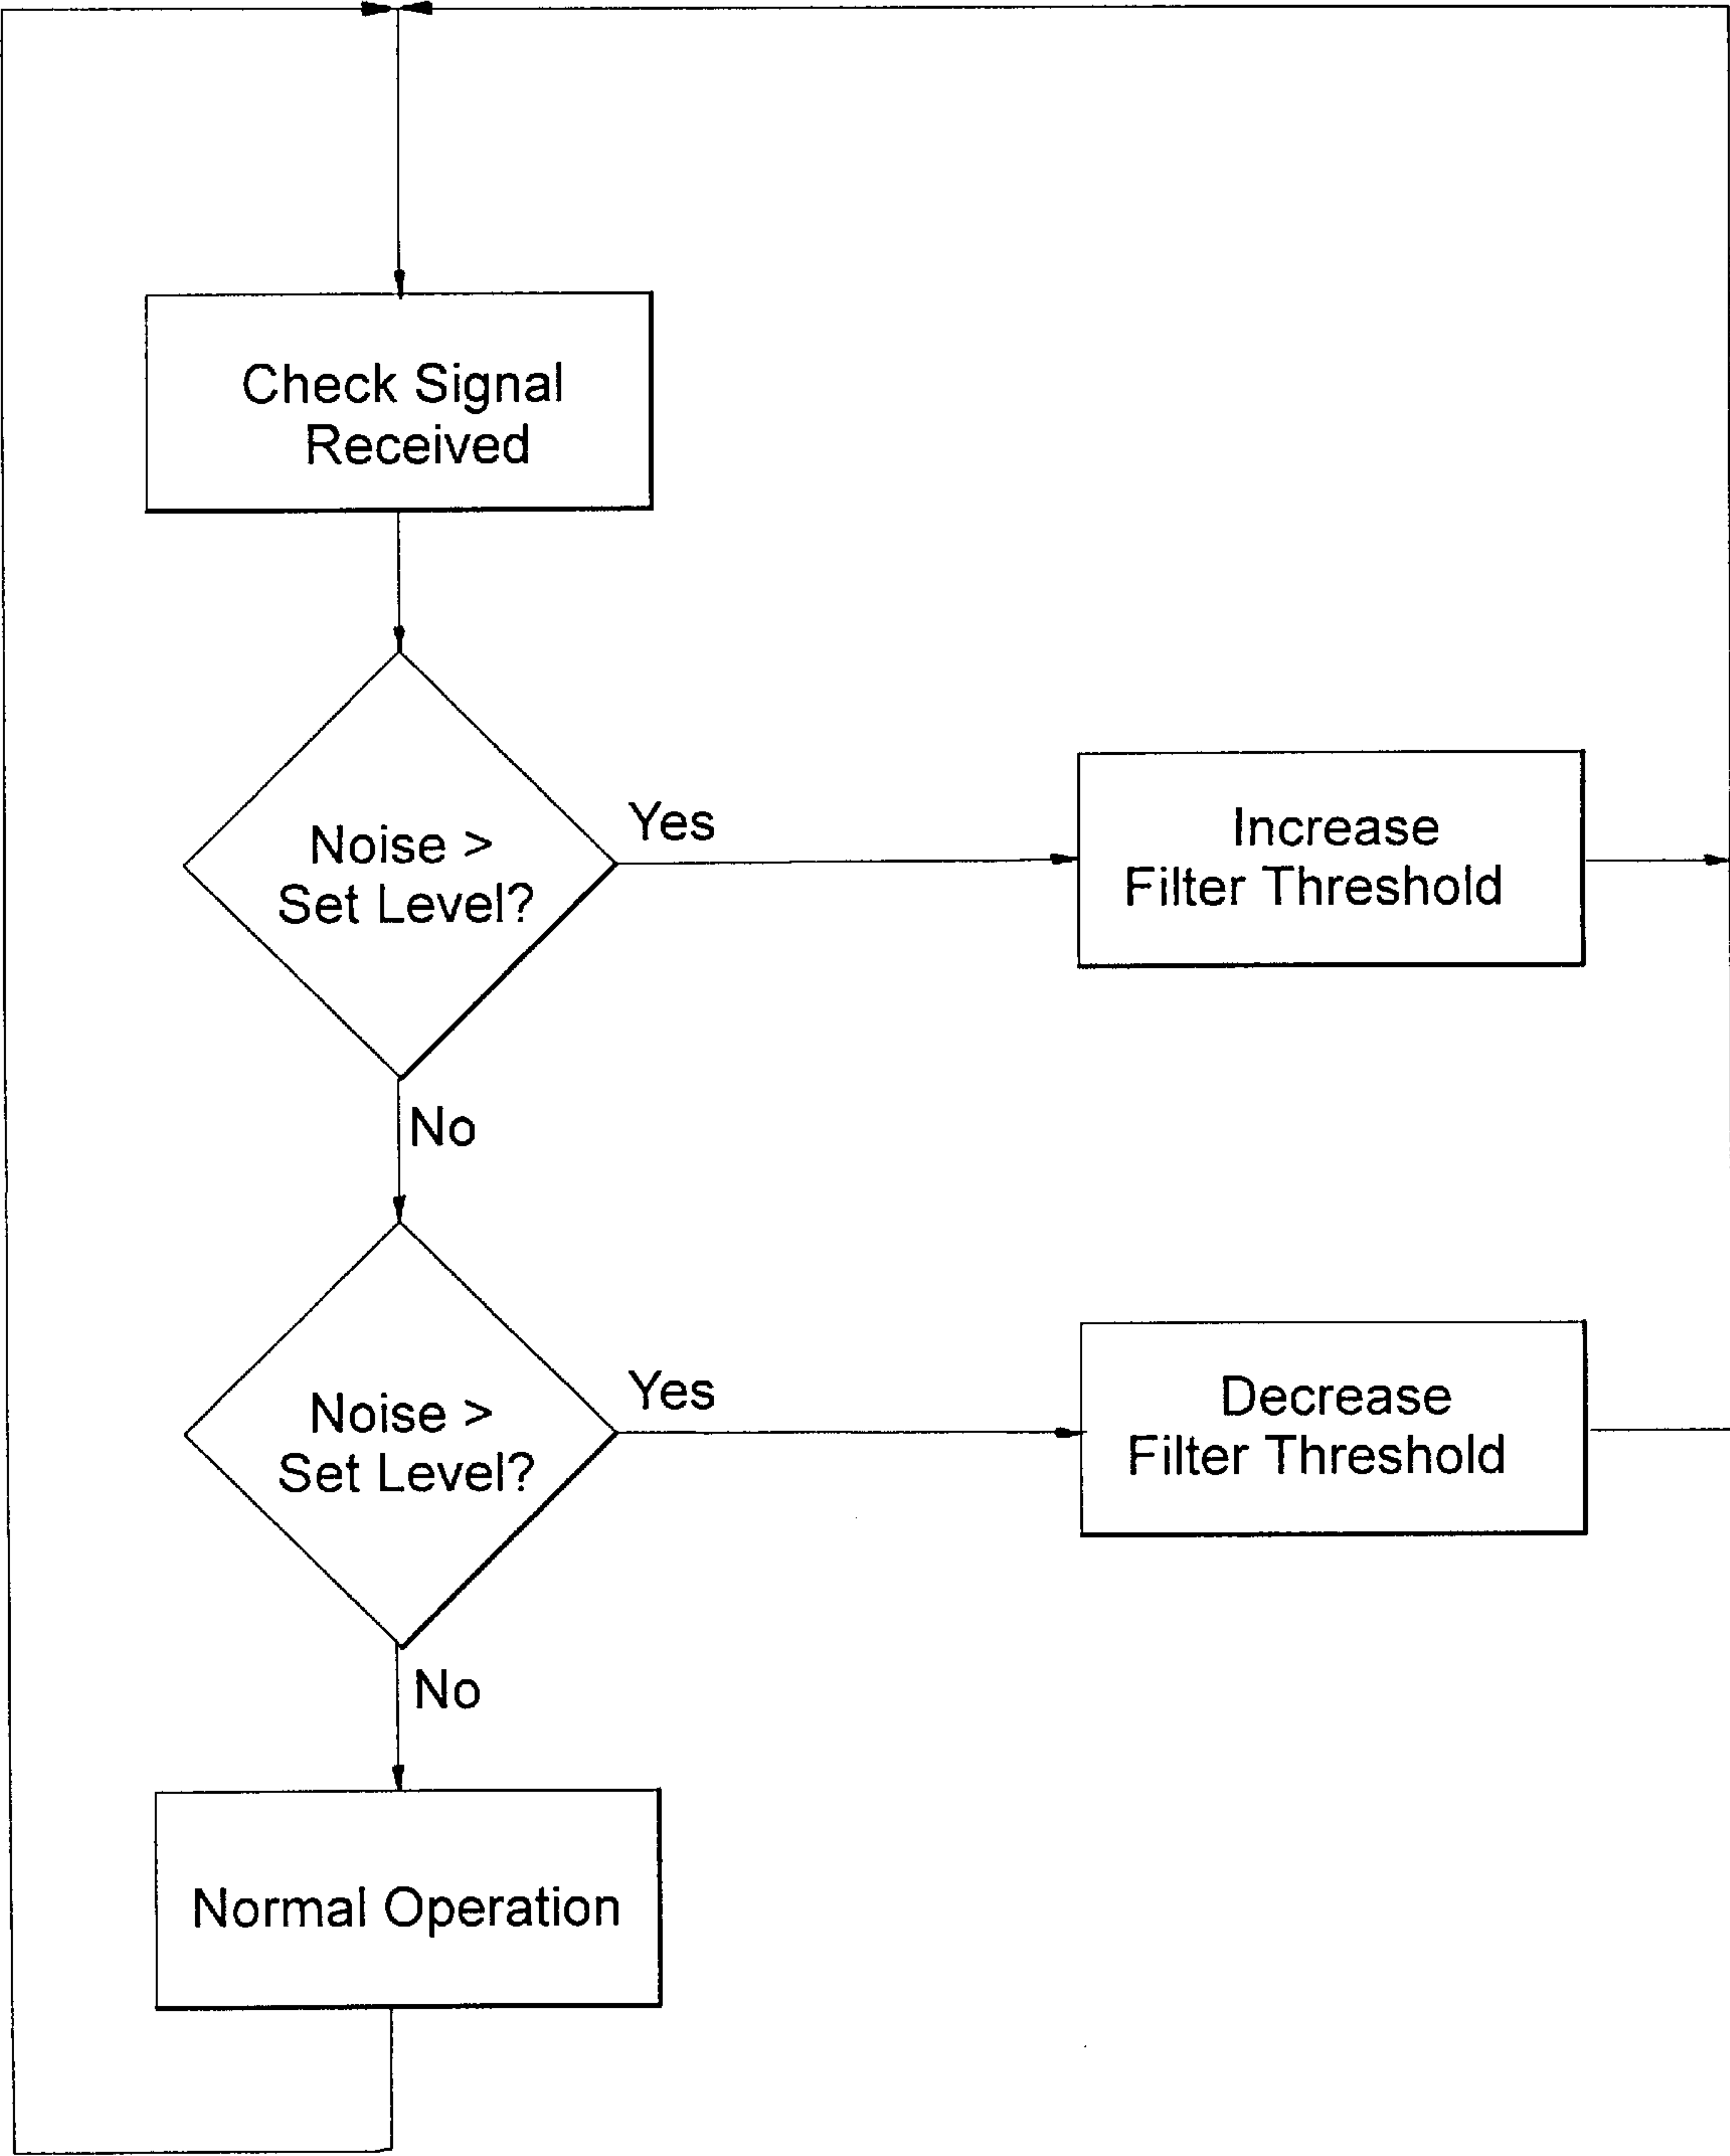 Check Signal
Received
Noise >
Set Level?
Yes
Increase
Filter Threshold
No
Noise >
Set Level?
Yes
Decrease
Filter Threshold
No
Normal Operation